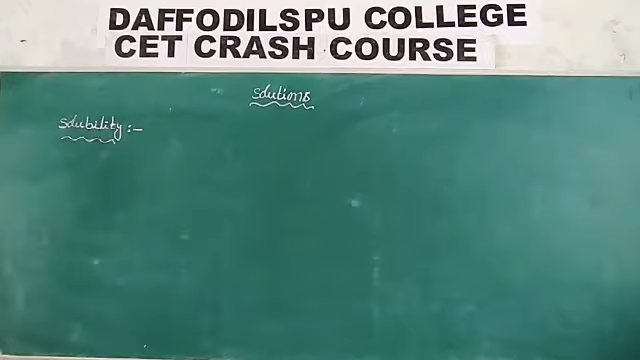 DAFFODILSPU COLLEGE
CET CRASH COURSE
Solutions
Solubility :-